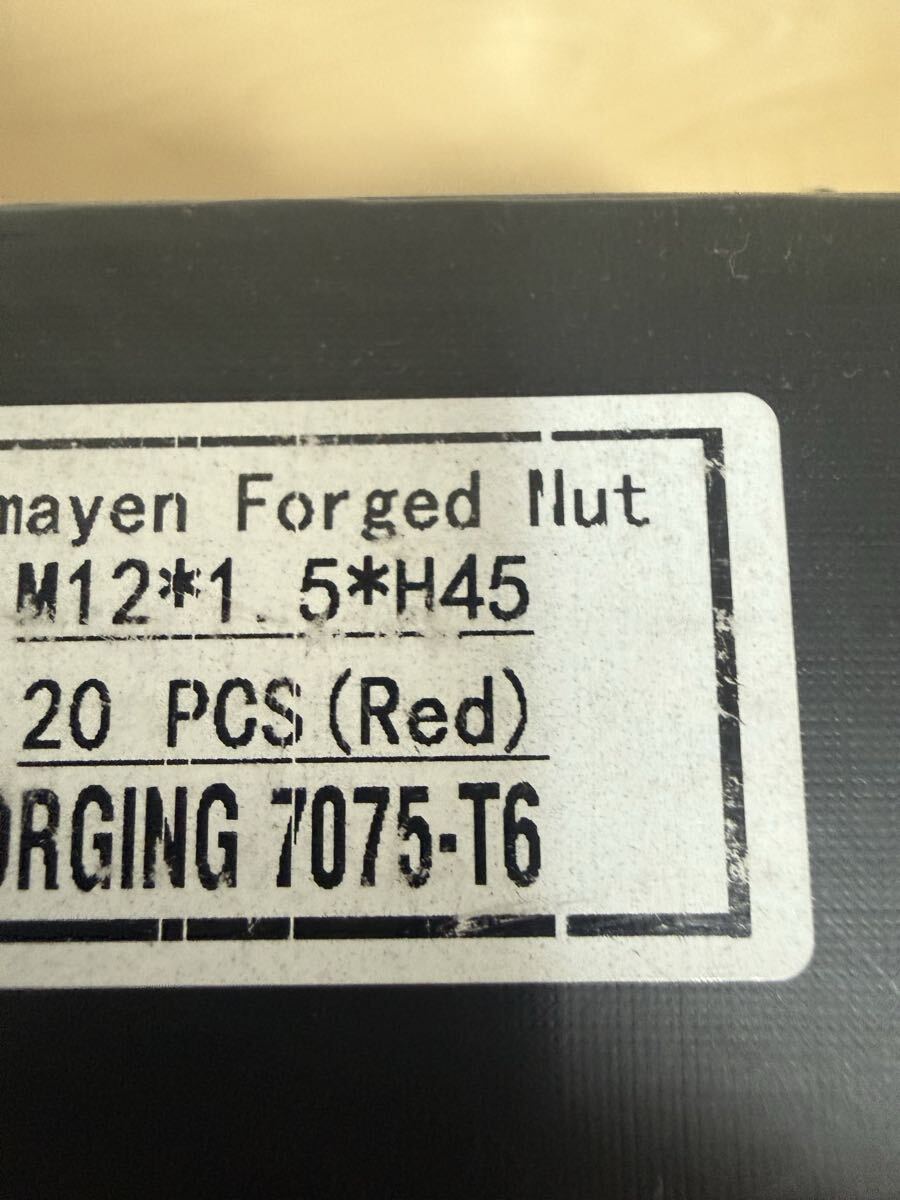 mayen Forged Nut
M12*1.5*H45
20 PCS(Red)
ORGING 7075-T6